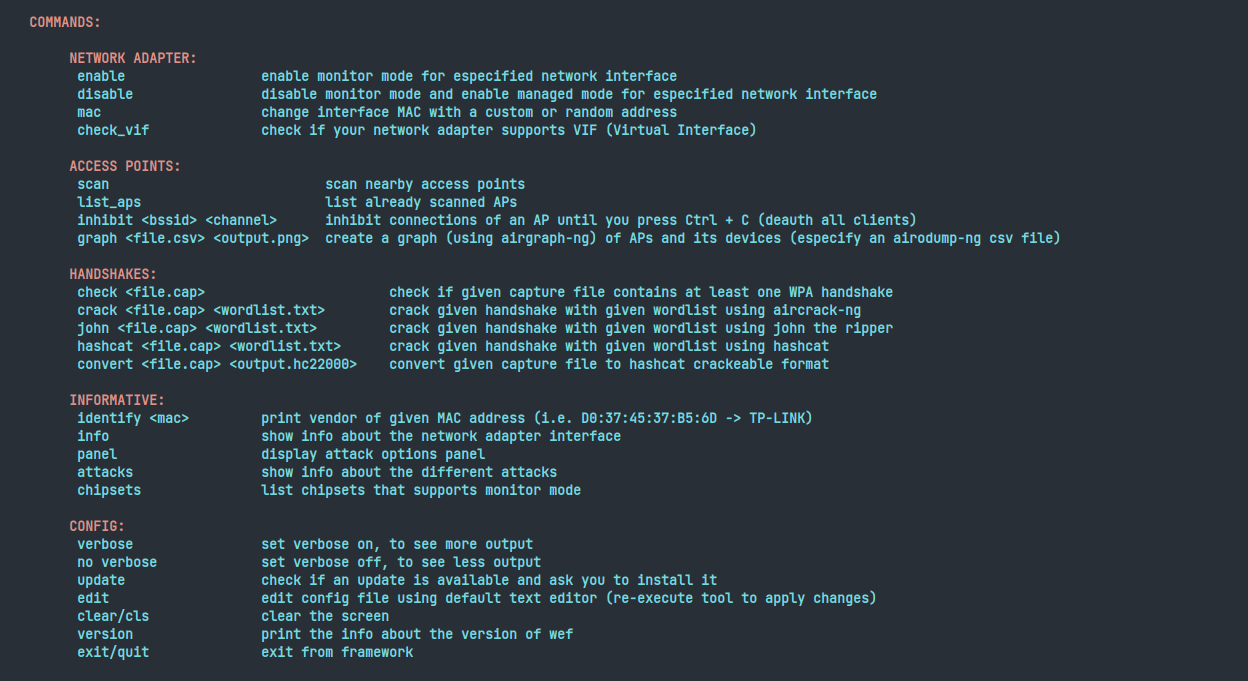 COMMANDS:
NETWORK ADAPTER:
enable enable monitor mode for especified network interface
disable disable monitor mode and enable managed mode for especified network interface
mac change interface MAC with a custom or random address
check_vif check if your network adapter supports VIF (Virtual Interface)
ACCESS POINTS:
scan scan nearby access points
list_aps list already scanned APs
inhibit <bssid> <channel> inhibit connections of an AP until you press Ctrl + C (deauth all clients)
graph <file.csv> <output.png> create a graph (using airgraph-ng) of APs and its devices (especify an airodump-ng csv file)
HANDSHAKES:
check <file.cap> check if given capture file contains at least one WPA handshake
crack <file.cap> <wordlist.txt> crack given handshake with given wordlist using aircrack-ng
john <file.cap> <wordlist.txt> crack given handshake with given wordlist using john the ripper
hashcat <file.cap> <wordlist.txt> crack given handshake with given wordlist using hashcat
convert <file.cap> <output.hc22000> convert given capture file to hashcat crackeable format
INFORMATIVE:
identify <mac> print vendor of given MAC address (i.e. D0:37:45:37:B5:6D -> TP-LINK)
info show info about the network adapter interface
panel display attack options panel
attacks show info about the different attacks
chipsets list chipsets that supports monitor mode
CONFIG:
verbose set verbose on, to see more output
no verbose set verbose off, to see less output
update check if an update is available and ask you to install it
edit edit config file using default text editor (re-execute tool to apply changes)
clear/cls clear the screen
version print the info about the version of wef
exit/quit exit from framework